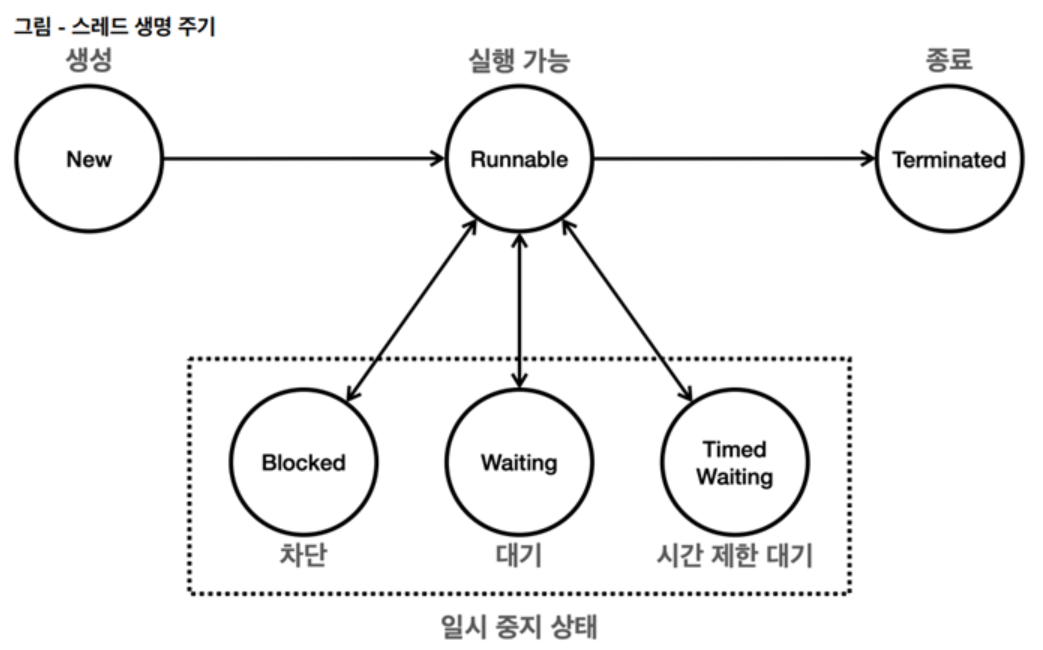 그림 - 스레드 생명 주기
생성
실행 가능
종료
New
Runnable
Terminated
Blocked
Waiting
Timed
Waiting
차단
대기
시간 제한 대기
일시 중지 상태